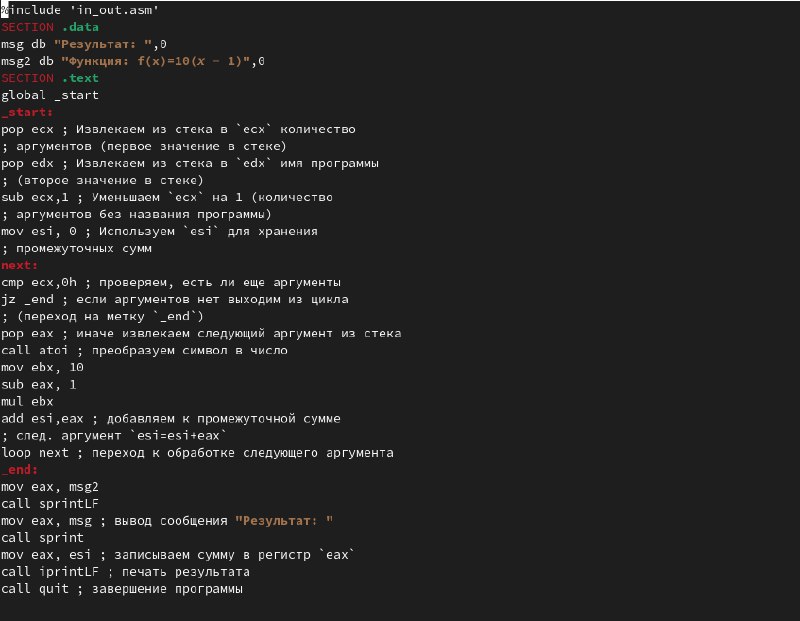 %include 'in_out.asm'
SECTION .data
msg db "Результат: ",0
msg2 db "Функция: f(x)=10(x - 1)",0
SECTION .text
global _start
_start:
pop ecx ; Извлекаем из стека в `ecx` количество
; аргументов (первое значение в стеке)
pop edx ; Извлекаем из стека в `edx` имя программы
; (второе значение в стеке)
sub ecx,1 ; Уменьшаем `ecx` на 1 (количество
; аргументов без названия программы)
mov esi, 0 ; Используем `esi` для хранения
; промежуточных сумм
next:
cmp ecx,0h ; проверяем, есть ли еще аргументы
jz _end ; если аргументов нет выходим из цикла
; (переход на метку `_end`)
pop eax ; иначе извлекаем следующий аргумент из стека
call atoi ; преобразуем символ в число
mov ebx, 10
sub eax, 1
mul ebx
add esi,eax ; добавляем к промежуточной сумме
; след. аргумент `esi=esi+eax`
loop next ; переход к обработке следующего аргумента
_end:
mov eax, msg2
call sprintLF
mov eax, msg ; вывод сообщения "Результат: "
call sprint
mov eax, esi ; записываем сумму в регистр `eax`
call iprintLF ; печать результата
call quit ; завершение программы